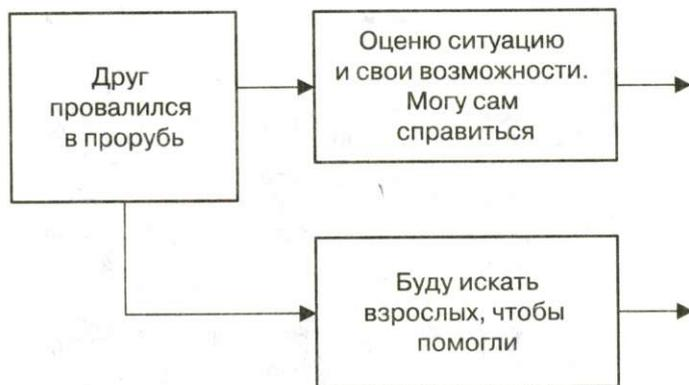 Друг
провалился
в прорубь
Оценю ситуацию
и свои возможности.
Могу сам
справиться
Буду искать
взрослых, чтобы
помогли